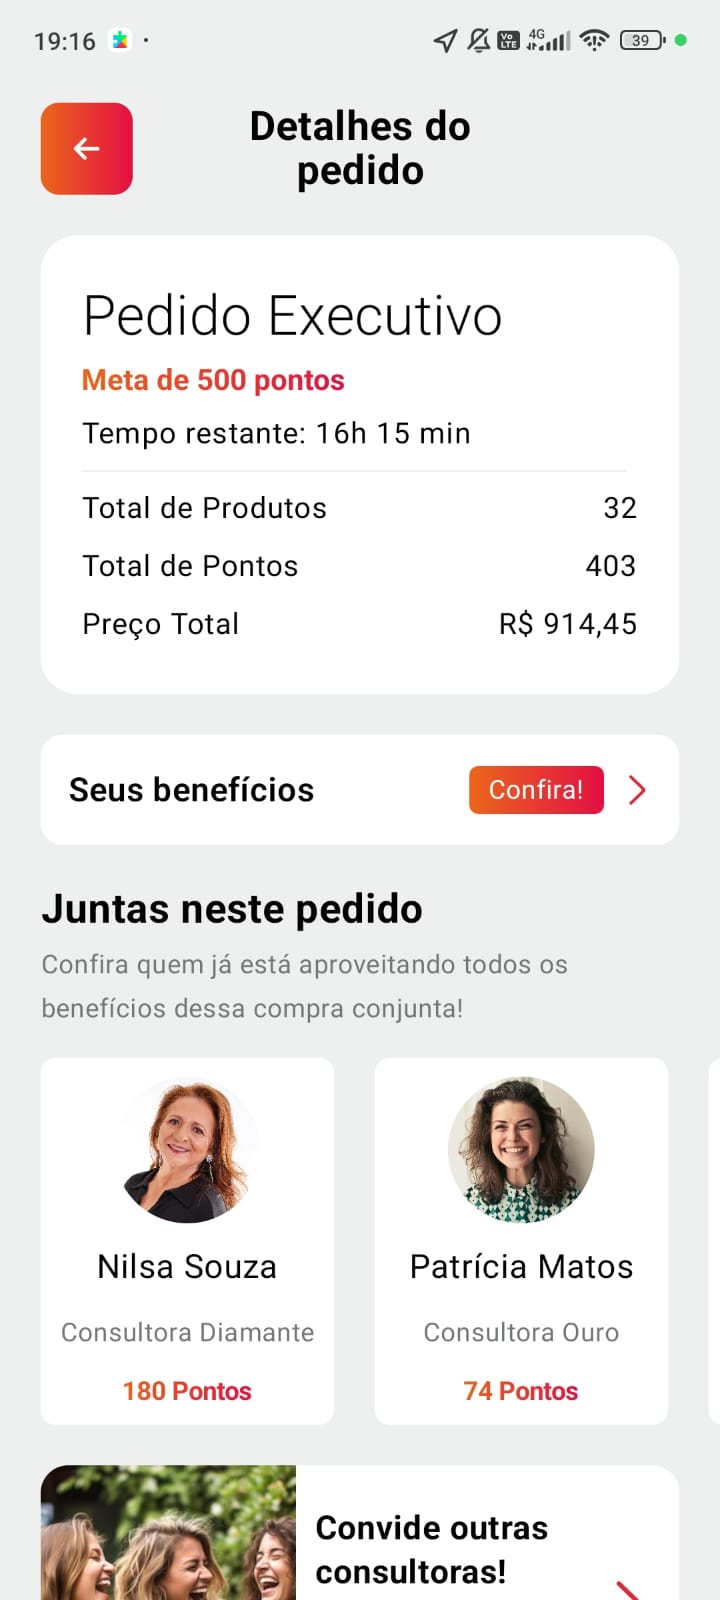 19:16
Vo LTE
4G
39
Detalhes do
pedido
Pedido Executivo
Meta de 500 pontos
Tempo restante: 16h 15 min
Total de Produtos 32
Total de Pontos 403
Preço Total R$ 914,45
Seus benefícios Confira!
Juntas neste pedido
Confira quem já está aproveitando todos os
benefícios dessa compra conjunta!
Nilsa Souza
Consultora Diamante
180 Pontos
Patrícia Matos
Consultora Ouro
74 Pontos
Convide outras
consultoras!